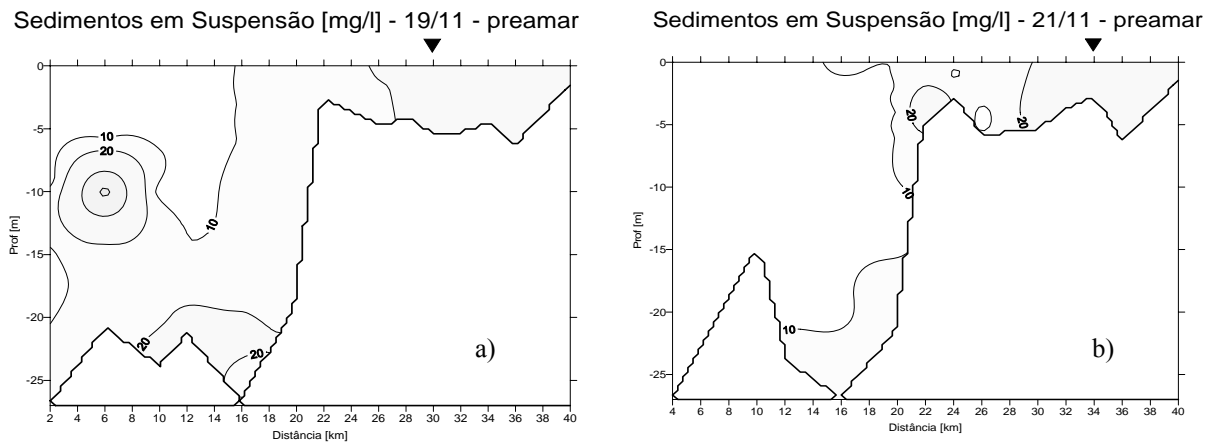 Sedimentos em Suspensão [mg/l] - 19/11 - preamar
0
-5
-10
-15
-20
-25
Prof [m]
10
20
10
20
20
a)
2 4 6 8 10 12 14 16 18 20 22 24 26 28 30 32 34 36 38 40
Distância [km]
Sedimentos em Suspensão [mg/l] - 21/11 - preamar
0
-5
-10
-15
-20
-25
Prof [m]
20
20
10
10
b)
4 6 8 10 12 14 16 18 20 22 24 26 28 30 32 34 36 38 40
Distância [km]